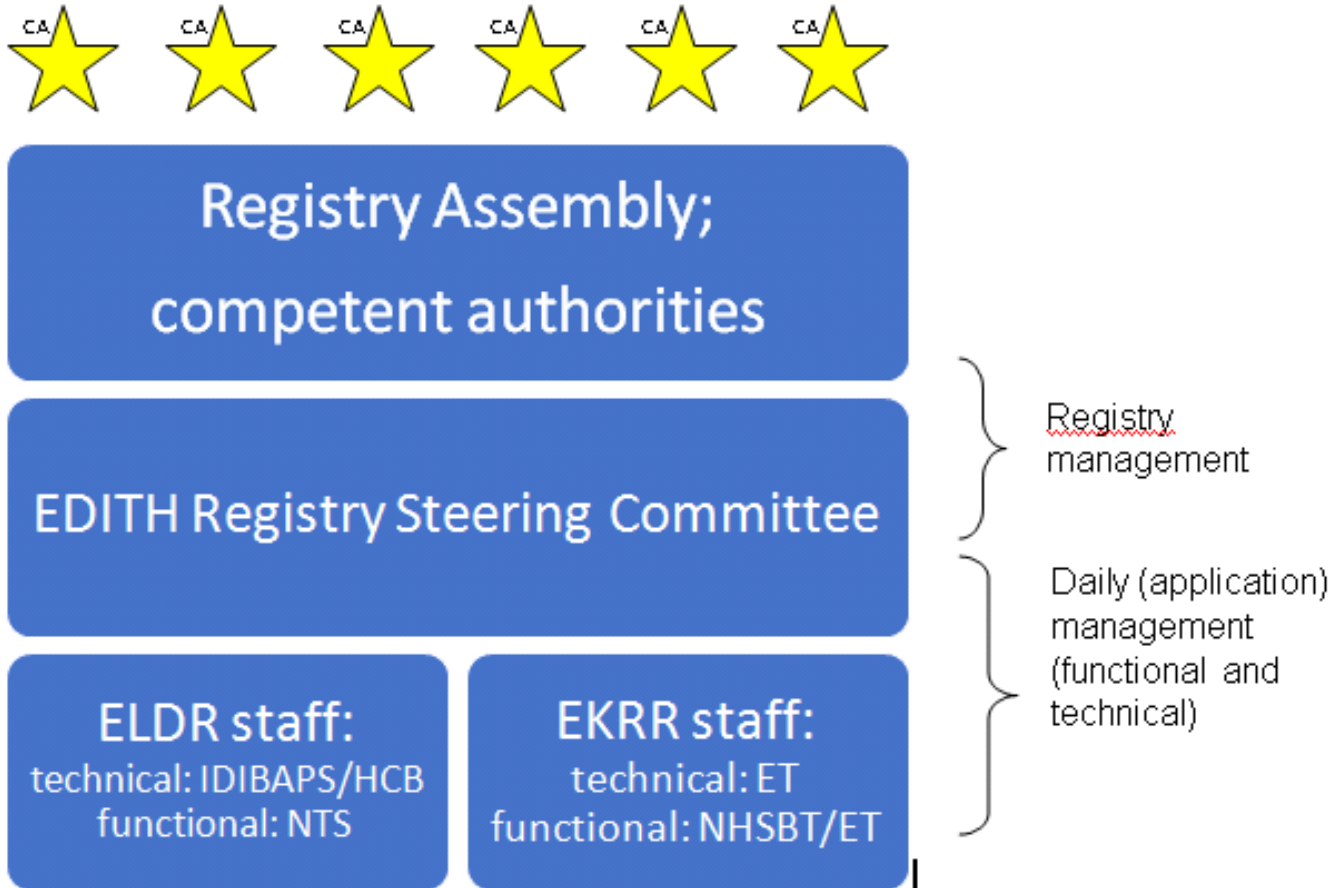 CA CA CA CA CA CA
Registry Assembly;
competent authorities
Registry
management
EDITH Registry Steering Committee
Daily (application)
management
(functional and
technical)
ELDR staff:
technical: IDIBAPS/HCB
functional: NTS
EKRR staff:
technical: ET
functional: NHSBT/ET